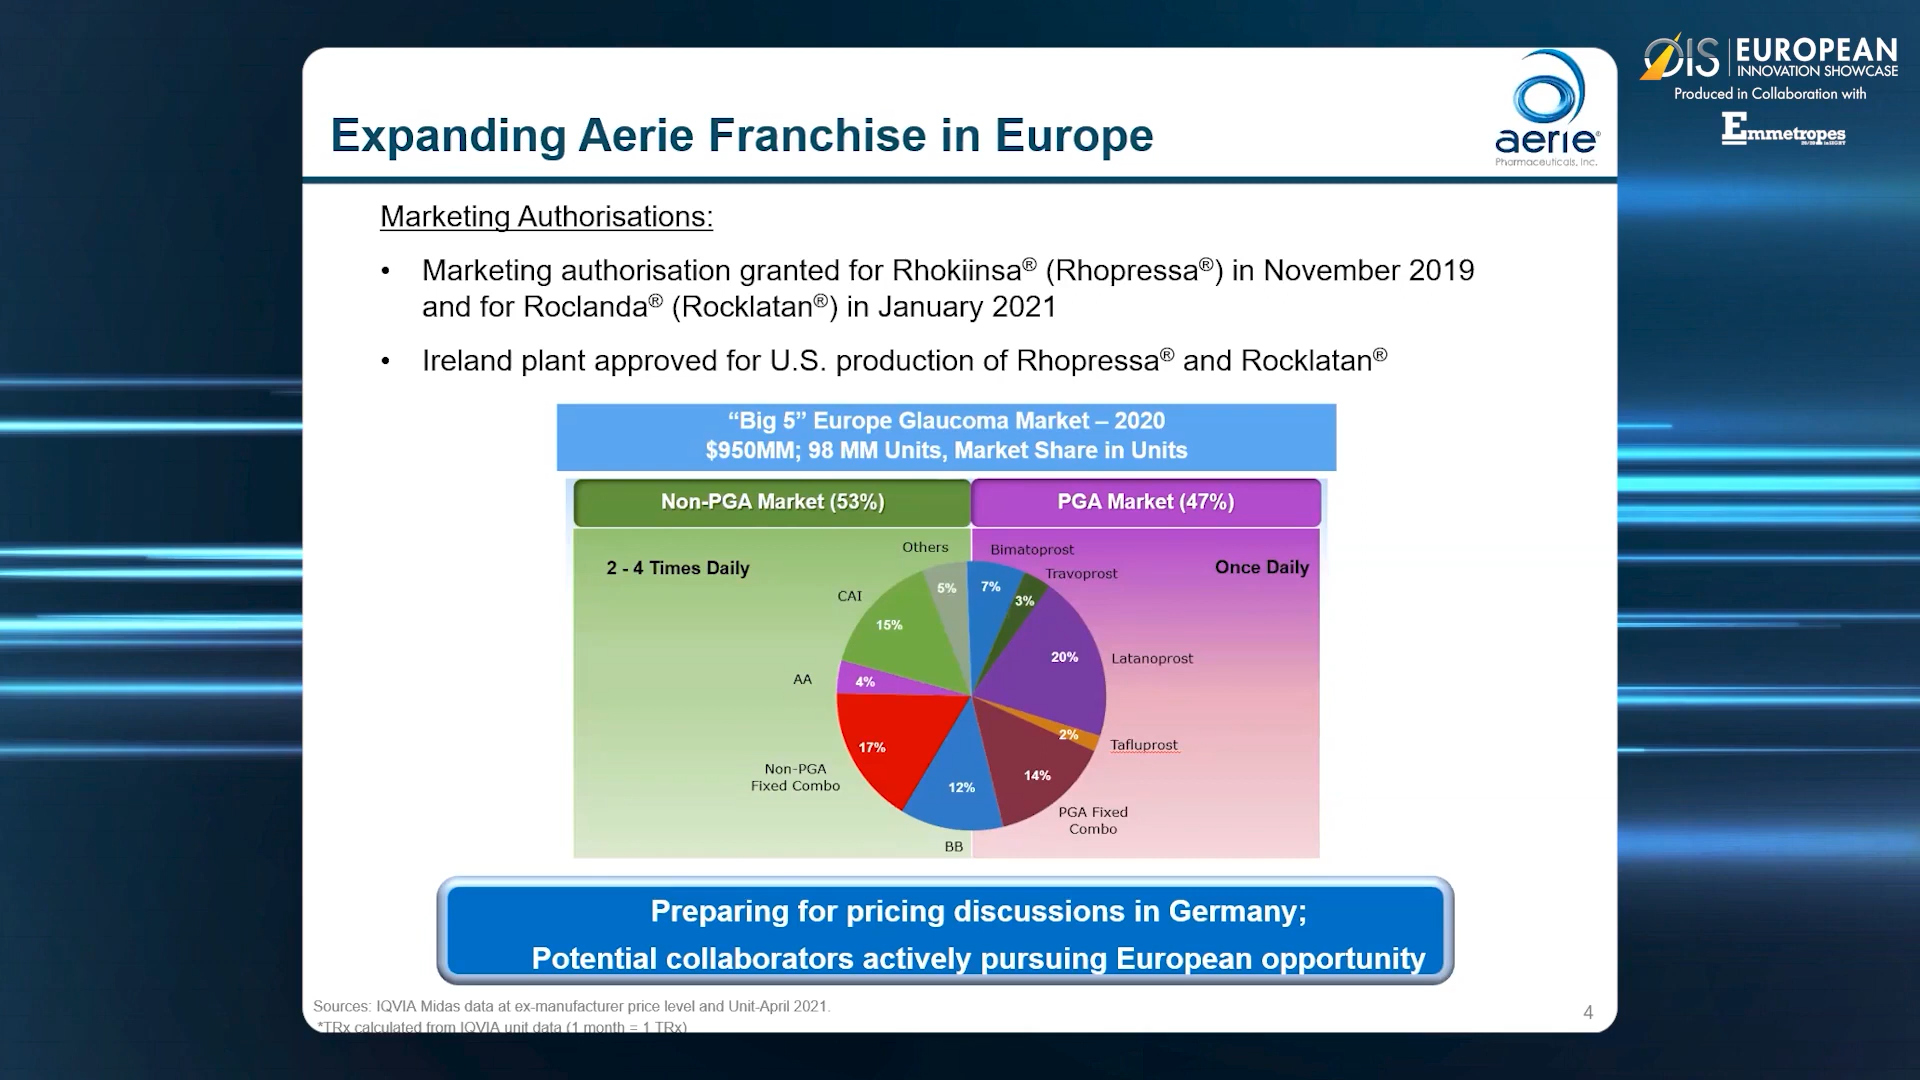 OIS EUROPEAN
INNOVATION SHOWCASE
Produced in Collaboration with
Emmetropes
aerie®
Pharmaceuticals, Inc.
Expanding Aerie Franchise in Europe
Marketing Authorisations:
• Marketing authorisation granted for Rhokiinsa® (Rhopressa®) in November 2019
and for Roclanda® (Rocklatan®) in January 2021
• Ireland plant approved for U.S. production of Rhopressa® and Rocklatan®
“Big 5” Europe Glaucoma Market – 2020
$950MM; 98 MM Units, Market Share in Units
Non-PGA Market (53%)
PGA Market (47%)
2 - 4 Times Daily
Once Daily
Others
5%
Bimatoprost
7%
Travoprost
3%
CAI
15%
Latanoprost
20%
AA
4%
Tafluprost
2%
Non-PGA
Fixed Combo
17%
PGA Fixed
Combo
14%
BB
12%
Preparing for pricing discussions in Germany;
Potential collaborators actively pursuing European opportunity
Sources: IQVIA Midas data at ex-manufacturer price level and Unit-April 2021.
*TRx calculated from IQVIA unit data (1 month = 1 TRx)
4